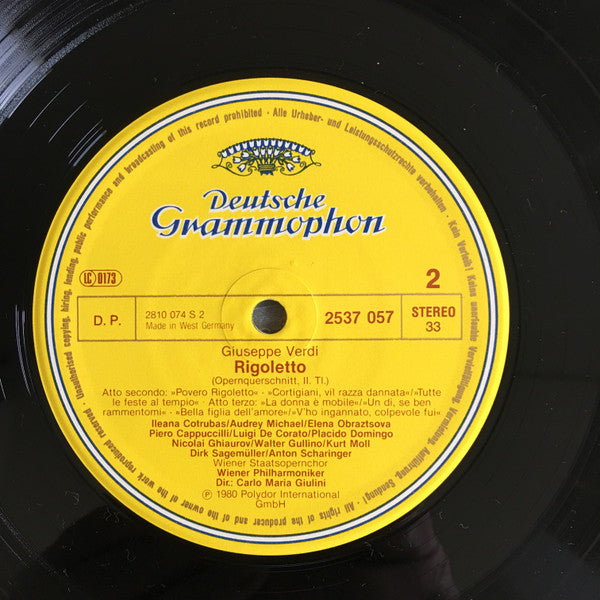 Deutsche
Grammophon
LC 0173
2
D. P.
2810 074 S 2
Made in West Germany
2537 057
STEREO
33
Giuseppe Verdi
Rigoletto
(Opernquerschnitt, II. Tl.)
Atto secondo: »Povero Rigoletto« · »Cortigiani, vil razza dannata«/»Tutte
le feste al tempio« · Atto terzo: »La donna è mobile«/»Un dì, se ben
rammentomi« · »Bella figlia dell'amore«/»V'ho ingannato, colpevole fui«
Ileana Cotrubas/Audrey Michael/Elena Obraztsova
Piero Cappuccilli/Luigi De Corato/Placido Domingo
Nicolai Ghiaurov/Walter Gullino/Kurt Moll
Dirk Sagemüller/Anton Scharinger
Wiener Staatsopernchor
Wiener Philharmoniker
Dir.: Carlo Maria Giulini
Ⓟ 1980 Polydor International
GmbH
Alle Urheber- und Leistungsschutzrechte vorbehalten · Kein Verleih! Keine unerlaubte Vervielfältigung, Vermietung, Aufführung, Sendung! · All rights of the producer and of the owner of the work reproduced reserved · Unauthorised copying, hiring, lending, public performance and broadcasting of this record prohibited ·